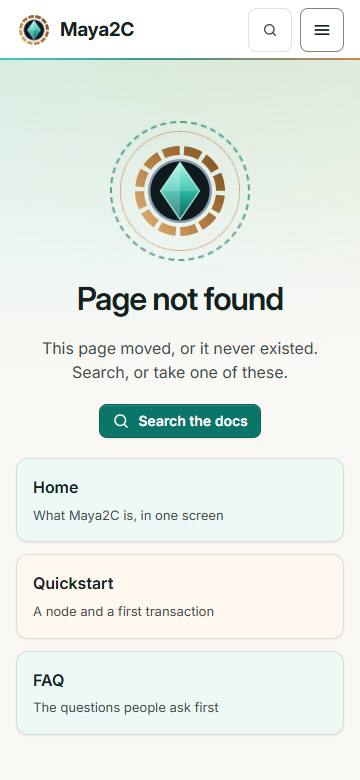 Maya2C
Page not found
This page moved, or it never existed.
Search, or take one of these.
Search the docs
Home
What Maya2C is, in one screen
Quickstart
A node and a first transaction
FAQ
The questions people ask first